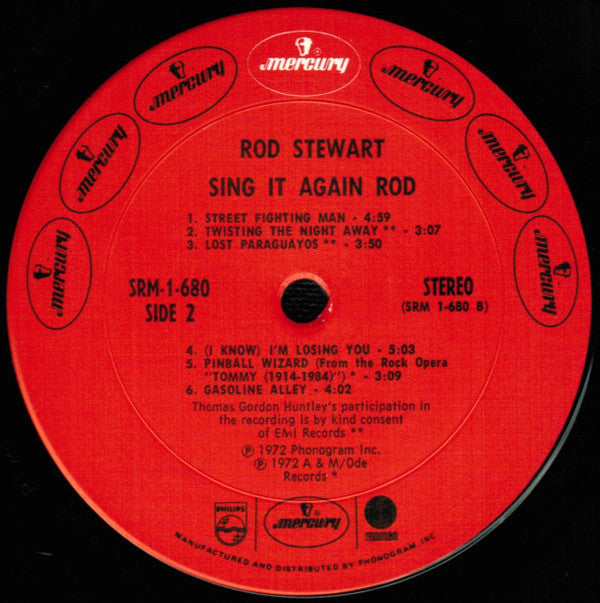 mercury
mercury
mercury
mercury
mercury
mercury
mercury
ROD STEWART
SING IT AGAIN ROD
1. STREET FIGHTING MAN - 4:59
2. TWISTING THE NIGHT AWAY ** - 3:07
3. LOST PARAGUAYOS ** - 3:50
SRM-1-680
SIDE 2
STEREO
(SRM 1-680 B)
4. (I KNOW) I'M LOSING YOU - 5:03
5. PINBALL WIZARD (From the Rock Opera
"TOMMY (1914-1984)") * - 3:09
6. GASOLINE ALLEY - 4:02
Thomas Gordon Huntley's participation in
the recording is by kind consent
of EMI Records **
℗ 1972 Phonogram Inc.
℗ 1972 A & M/Ode
Records *
PHILIPS
mercury
VERTIGO
MANUFACTURED AND DISTRIBUTED BY PHONOGRAM, INC